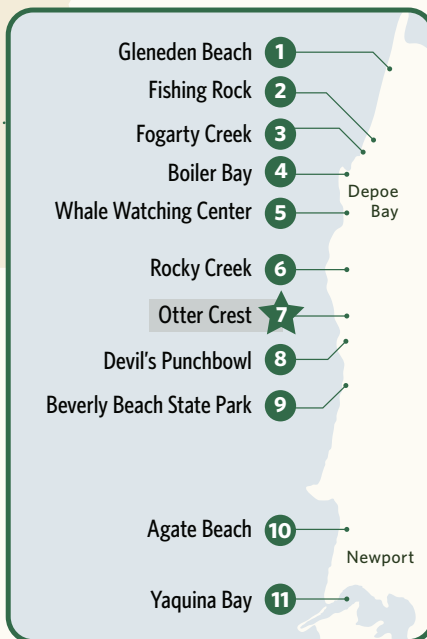 Gleneden Beach 1
Fishing Rock 2
Fogarty Creek 3
Boiler Bay 4
Depoe
Bay
Whale Watching Center 5
Rocky Creek 6
Otter Crest 7
Devil's Punchbowl 8
Beverly Beach State Park 9
Agate Beach 10
Newport
Yaquina Bay 11